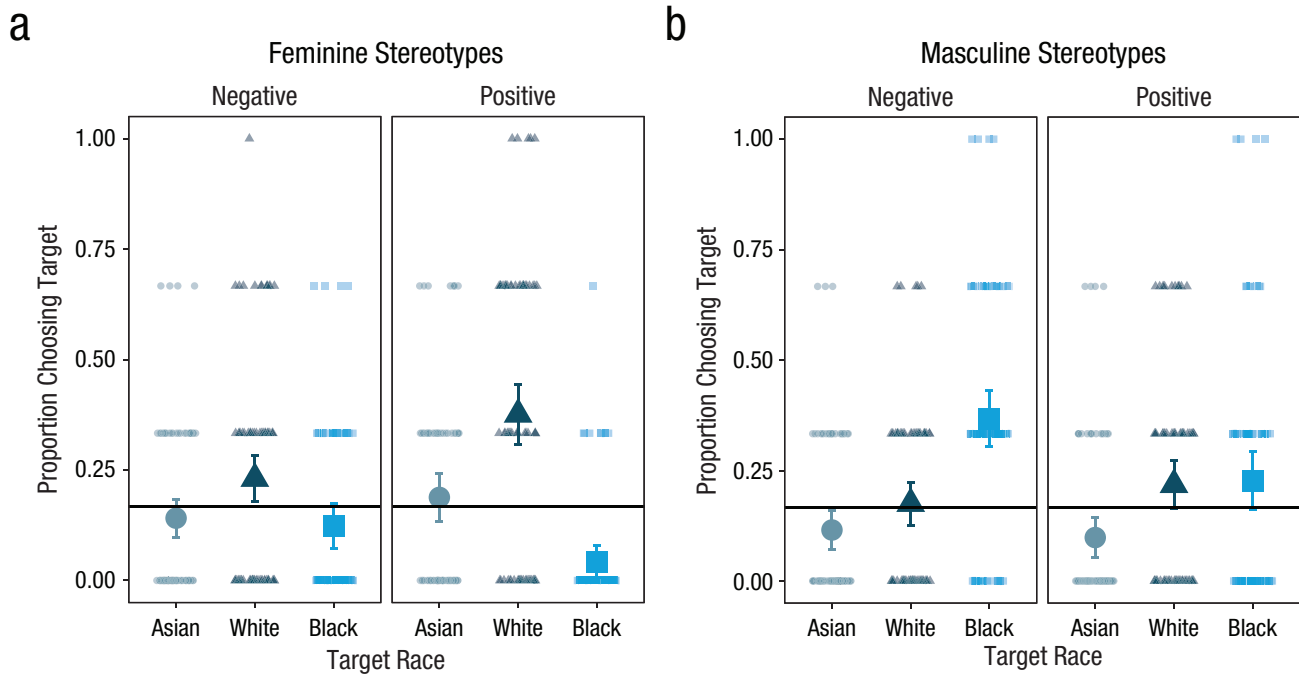 a
Feminine Stereotypes
Negative
Positive
Proportion Choosing Target
1.00
0.75
0.50
0.25
0.00
Asian
White
Black
Asian
White
Black
Target Race
b
Masculine Stereotypes
Negative
Positive
Proportion Choosing Target
1.00
0.75
0.50
0.25
0.00
Asian
White
Black
Asian
White
Black
Target Race